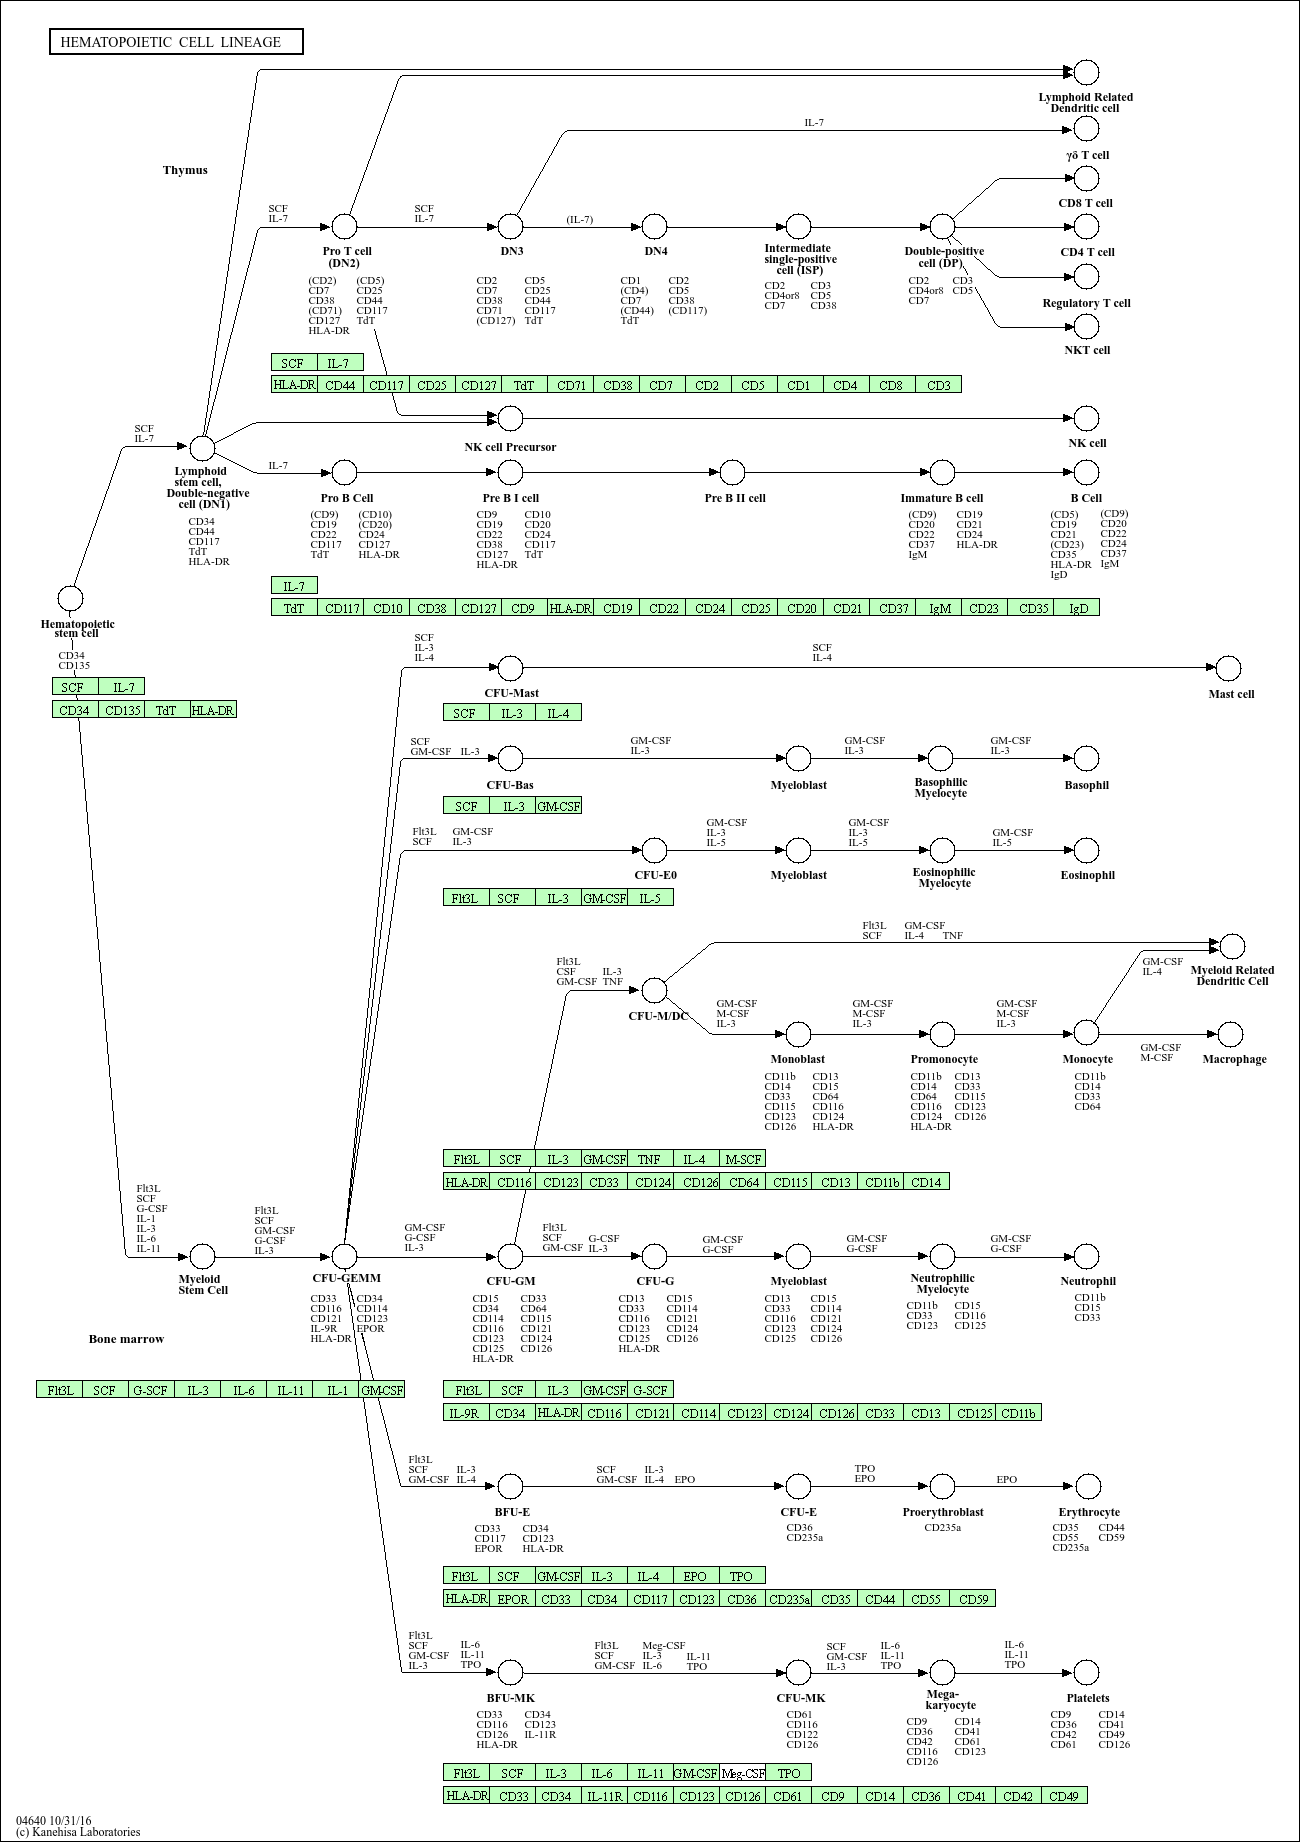 HEMATOPOIETIC CELL LINEAGE
Lymphoid Related
Dendritic cell
IL-7
γδ T cell
Thymus
CD8 T cell
SCF
IL-7
SCF
IL-7
(IL-7)
Pro T cell
(DN2)
DN3
DN4
Intermediate
single-positive
cell (ISP)
Double-positive
cell (DP)
CD4 T cell
(CD2) (CD5)
CD7 CD25
CD38 CD44
(CD71) CD117
CD127 TdT
HLA-DR
CD2 CD5
CD7 CD25
CD38 CD44
CD71 CD117
(CD127) TdT
CD1 CD2
(CD4) CD5
CD7 CD38
(CD44) (CD117)
TdT
CD2 CD3
CD4or8 CD5
CD7 CD38
CD2 CD3
CD4or8 CD5
CD7
Regulatory T cell
NKT cell
SCF IL-7
HLA-DR CD44 CD117 CD25 CD127 TdT CD71 CD38 CD7 CD2 CD5 CD1 CD4 CD8 CD3
SCF
IL-7
NK cell Precursor
NK cell
Lymphoid
stem cell,
Double-negative
cell (DN1)
IL-7
CD34
CD44
CD117
TdT
HLA-DR
Pro B Cell
Pre B I cell
Pre B II cell
Immature B cell
B Cell
(CD9) (CD10)
CD19 (CD20)
CD22 CD24
CD117 CD127
TdT HLA-DR
CD9 CD10
CD19 CD20
CD22 CD24
CD38 CD117
CD127 TdT
HLA-DR
(CD9) CD19
CD20 CD21
CD22 CD24
CD37 HLA-DR
IgM
(CD5) (CD9)
CD19 CD20
CD21 CD22
(CD23) CD24
CD35 CD37
HLA-DR IgM
IgD
IL-7
TdT CD117 CD10 CD38 CD127 CD9 HLA-DR CD19 CD22 CD24 CD25 CD20 CD21 CD37 IgM CD23 CD35 IgD
Hematopoietic
stem cell
CD34
CD135
SCF IL-7
CD34 CD135 TdT HLA-DR
SCF
IL-3
IL-4
SCF
IL-4
CFU-Mast
Mast cell
SCF IL-3 IL-4
SCF
GM-CSF IL-3
GM-CSF
IL-3
GM-CSF
IL-3
GM-CSF
IL-3
CFU-Bas
Myeloblast
Basophilic
Myelocyte
Basophil
SCF IL-3 GM-CSF
Flt3L GM-CSF
SCF IL-3
GM-CSF
IL-3
IL-5
GM-CSF
IL-3
IL-5
GM-CSF
IL-5
CFU-E0
Myeloblast
Eosinophilic
Myelocyte
Eosinophil
Flt3L SCF IL-3 GM-CSF IL-5
Flt3L GM-CSF
SCF IL-4 TNF
Flt3L
CSF IL-3
GM-CSF TNF
GM-CSF
IL-4
Myeloid Related
Dendritic Cell
CFU-M/DC
GM-CSF
M-CSF
IL-3
GM-CSF
M-CSF
IL-3
GM-CSF
M-CSF
IL-3
GM-CSF
M-CSF
Monoblast
Promonocyte
Monocyte
Macrophage
CD11b CD13
CD14 CD15
CD33 CD64
CD115 CD116
CD123 CD124
CD126 HLA-DR
CD11b CD13
CD14 CD33
CD64 CD115
CD116 CD123
CD124 CD126
HLA-DR
CD11b
CD14
CD33
CD64
Flt3L SCF IL-3 GM-CSF TNF IL-4 M-SCF
HLA-DR CD116 CD123 CD33 CD124 CD126 CD64 CD115 CD13 CD11b CD14
Flt3L
SCF
G-CSF
IL-1
IL-3
IL-6
IL-11
Flt3L
SCF
GM-CSF
G-CSF
IL-3
GM-CSF
G-CSF
IL-3
Flt3L
SCF G-CSF
GM-CSF IL-3
GM-CSF
G-CSF
GM-CSF
G-CSF
GM-CSF
G-CSF
Myeloid
Stem Cell
CFU-GEMM
CFU-GM
CFU-G
Myeloblast
Neutrophilic
Myelocyte
Neutrophil
CD33 CD34
CD116 CD114
CD121 CD123
IL-9R EPOR
HLA-DR
CD15 CD33
CD34 CD64
CD114 CD115
CD116 CD121
CD123 CD124
CD125 CD126
HLA-DR
CD13 CD15
CD33 CD114
CD116 CD121
CD123 CD124
CD125 CD126
HLA-DR
CD13 CD15
CD33 CD114
CD116 CD121
CD123 CD124
CD125 CD126
CD11b CD15
CD33 CD116
CD123 CD125
CD11b
CD15
CD33
Bone marrow
Flt3L SCF G-SCF IL-3 IL-6 IL-11 IL-1 GM-CSF
Flt3L SCF IL-3 GM-CSF G-SCF
IL-9R CD34 HLA-DR CD116 CD121 CD114 CD123 CD124 CD126 CD33 CD13 CD125 CD11b
Flt3L
SCF IL-3
GM-CSF IL-4
SCF IL-3
GM-CSF IL-4 EPO
TPO
EPO
EPO
BFU-E
CFU-E
Proerythroblast
Erythrocyte
CD33 CD34
CD117 CD123
EPOR HLA-DR
CD36
CD235a
CD235a
CD35 CD44
CD55 CD59
CD235a
Flt3L SCF GM-CSF IL-3 IL-4 EPO TPO
HLA-DR EPOR CD33 CD34 CD117 CD123 CD36 CD235a CD35 CD44 CD55 CD59
Flt3L
SCF IL-6
GM-CSF IL-11
IL-3 TPO
Flt3L Meg-CSF
SCF IL-3 IL-11
GM-CSF IL-6 TPO
SCF IL-6
GM-CSF IL-11
IL-3 TPO
IL-6
IL-11
TPO
BFU-MK
CFU-MK
Mega-
karyocyte
Platelets
CD33 CD34
CD116 CD123
CD126 IL-11R
HLA-DR
CD61
CD116
CD122
CD126
CD9 CD14
CD36 CD41
CD42 CD61
CD116 CD123
CD126
CD9 CD14
CD36 CD41
CD42 CD49
CD61 CD126
Flt3L SCF IL-3 IL-6 IL-11 GM-CSF Meg-CSF TPO
HLA-DR CD33 CD34 IL-11R CD116 CD123 CD126 CD61 CD9 CD14 CD36 CD41 CD42 CD49
04640 10/31/16
(c) Kanehisa Laboratories